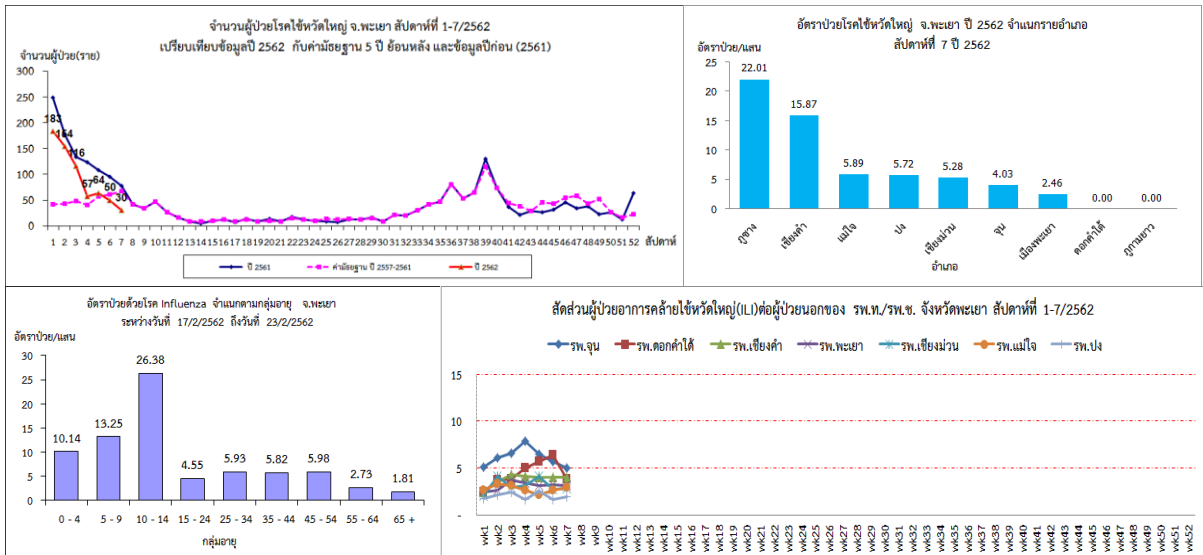 จำนวนผู้ป่วยโรคไข้หวัดใหญ่ จ.พะเยา สัปดาห์ที่ 1-7/2562
เปรียบเทียบข้อมูลปี 2562 กับค่ามัธยฐาน 5 ปี ย้อนหลัง และข้อมูลปีก่อน (2561)
จำนวนผู้ป่วย(ราย)
300
250
200
150
100
50
0
183
154
116
57
64
50
30
1 2 3 4 5 6 7 8 9 10 11 12 13 14 15 16 17 18 19 20 21 22 23 24 25 26 27 28 29 30 31 32 33 34 35 36 37 38 39 40 41 42 43 44 45 46 47 48 49 50 51 52 สัปดาห์
ปี 2561 ค่ามัธยฐาน ปี 2557-2561 ปี 2562
อัตราป่วยโรคไข้หวัดใหญ่ จ.พะเยา ปี 2562 จำแนกรายอำเภอ
สัปดาห์ที่ 7 ปี 2562
อัตราป่วย/แสน
25
20
15
10
5
0
22.01 15.87 5.89 5.72 5.28 4.03 2.46 0.00 0.00
ภูซาง เชียงคำ แม่ใจ ปง เชียงม่วน จุน เมืองพะเยา ดอกคำใต้ ภูกามยาว
อำเภอ
อัตราป่วยด้วยโรค Influenza จำแนกตามกลุ่มอายุ จ.พะเยา
ระหว่างวันที่ 17/2/2562 ถึงวันที่ 23/2/2562
อัตราป่วย/แสน
30
25
20
15
10
5
0
10.14 13.25 26.38 4.55 5.93 5.82 5.98 2.73 1.81
0 - 4 5 - 9 10 - 14 15 - 24 25 - 34 35 - 44 45 - 54 55 - 64 65 +
กลุ่มอายุ
สัดส่วนผู้ป่วยอาการคล้ายไข้หวัดใหญ่(ILI)ต่อผู้ป่วยนอกของ รพ.ท./รพ.ช. จังหวัดพะเยา สัปดาห์ที่ 1-7/2562
รพ.จุน รพ.ดอกคำใต้ รพ.เชียงคำ รพ.พะเยา รพ.เชียงม่วน รพ.แม่ใจ รพ.ปง
15
10
5
-
wk1 wk2 wk3 wk4 wk5 wk6 wk7 wk8 wk9 wk10 wk11 wk12 wk13 wk14 wk15 wk16 wk17 wk18 wk19 wk20 wk21 wk22 wk23 wk24 wk25 wk26 wk27 wk28 wk29 wk30 wk31 wk32 wk33 wk34 wk35 wk36 wk37 wk38 wk39 wk40 wk41 wk42 wk43 wk44 wk45 wk46 wk47 wk48 wk49 wk50 wk51 wk52